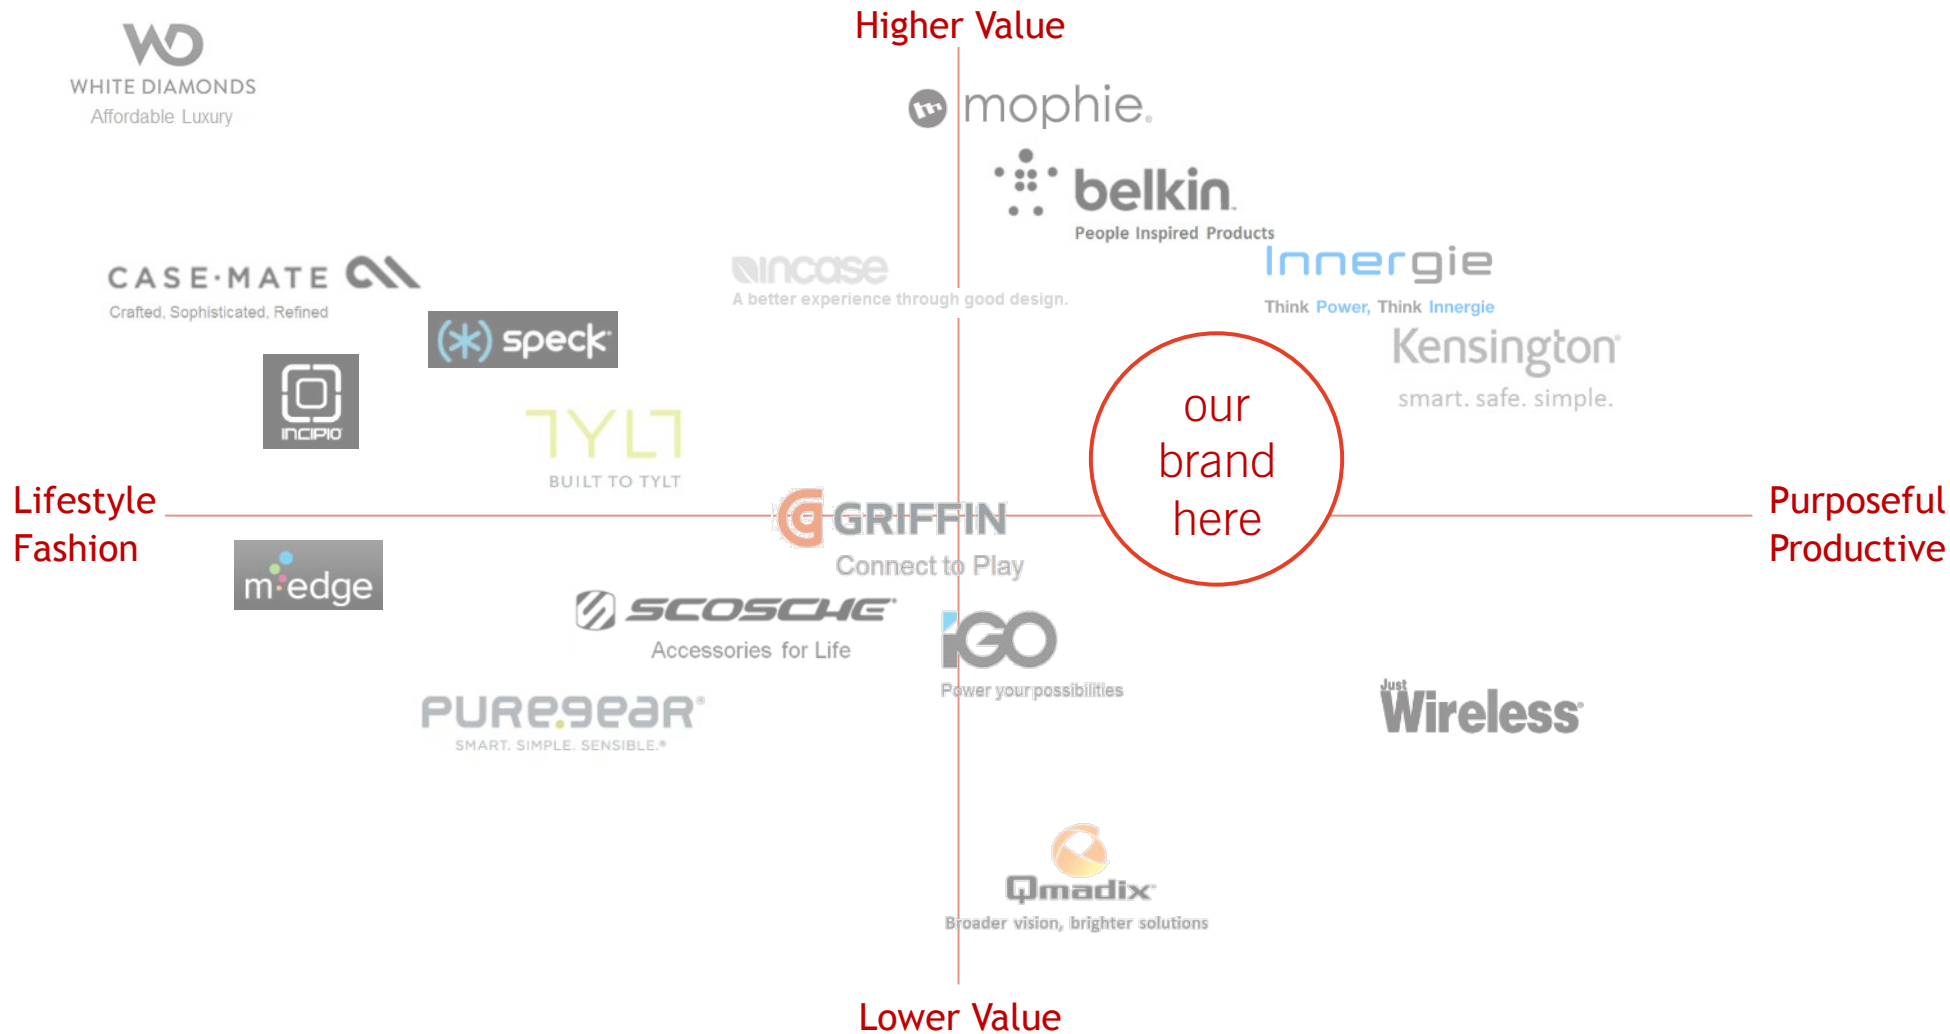 Higher Value
WD
WHITE DIAMONDS
Affordable Luxury
m mophie.
belkin™
People Inspired Products
CASE·MATE
Crafted, Sophisticated, Refined
incase
A better experience through good design.
Innergie
Think Power, Think Innergie
speck
Kensington
smart. safe. simple.
INCIPIO
TYLT
BUILT TO TYLT
our
brand
here
Lifestyle
Fashion
GRIFFIN
Connect to Play
Purposeful
Productive
m·edge
SCOSCHE
Accessories for Life
iGO
Power your possibilities
PUREGEAR®
SMART. SIMPLE. SENSIBLE.®
Just
Wireless
Qmadix
Broader vision, brighter solutions
Lower Value